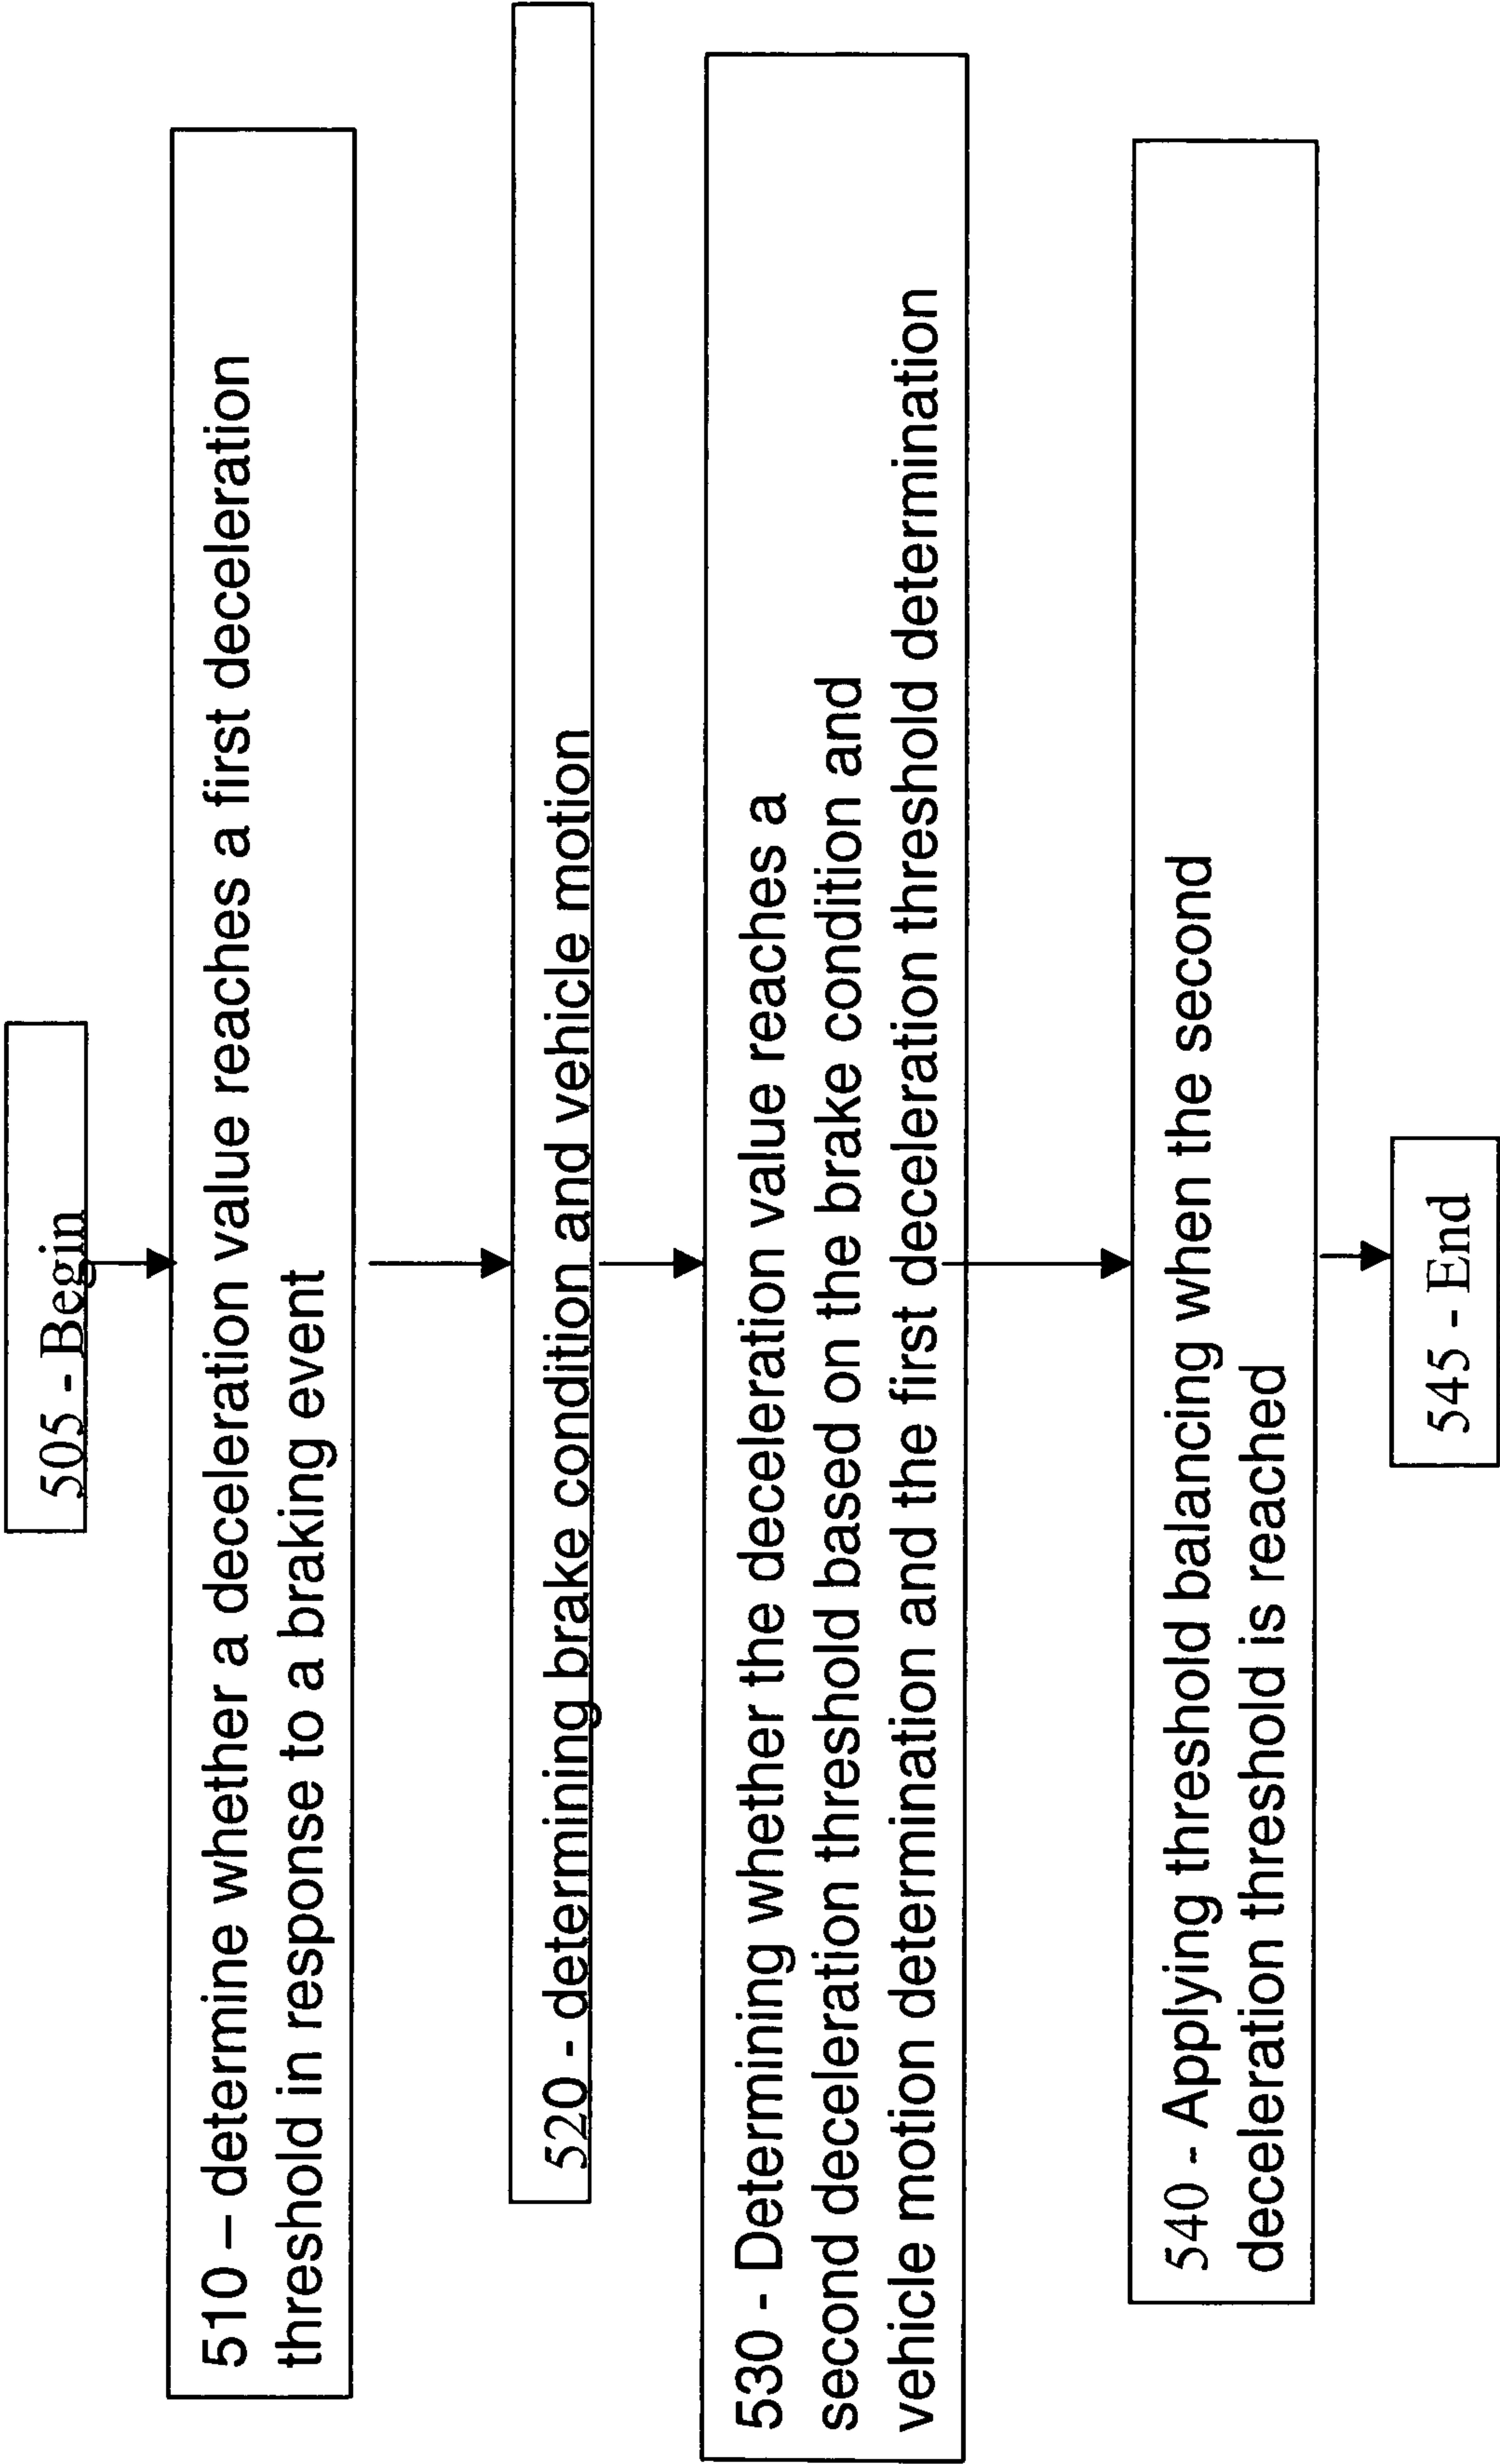 505 - Begin
510 – determine whether a deceleration value reaches a first deceleration
threshold in response to a braking event
520 - determining brake condition and vehicle motion
530 - Determining whether the deceleration value reaches a
second deceleration threshold based on the brake condition and
vehicle motion determination and the first deceleration threshold determination
540 - Applying threshold balancing when the second
deceleration threshold is reached
545 - End